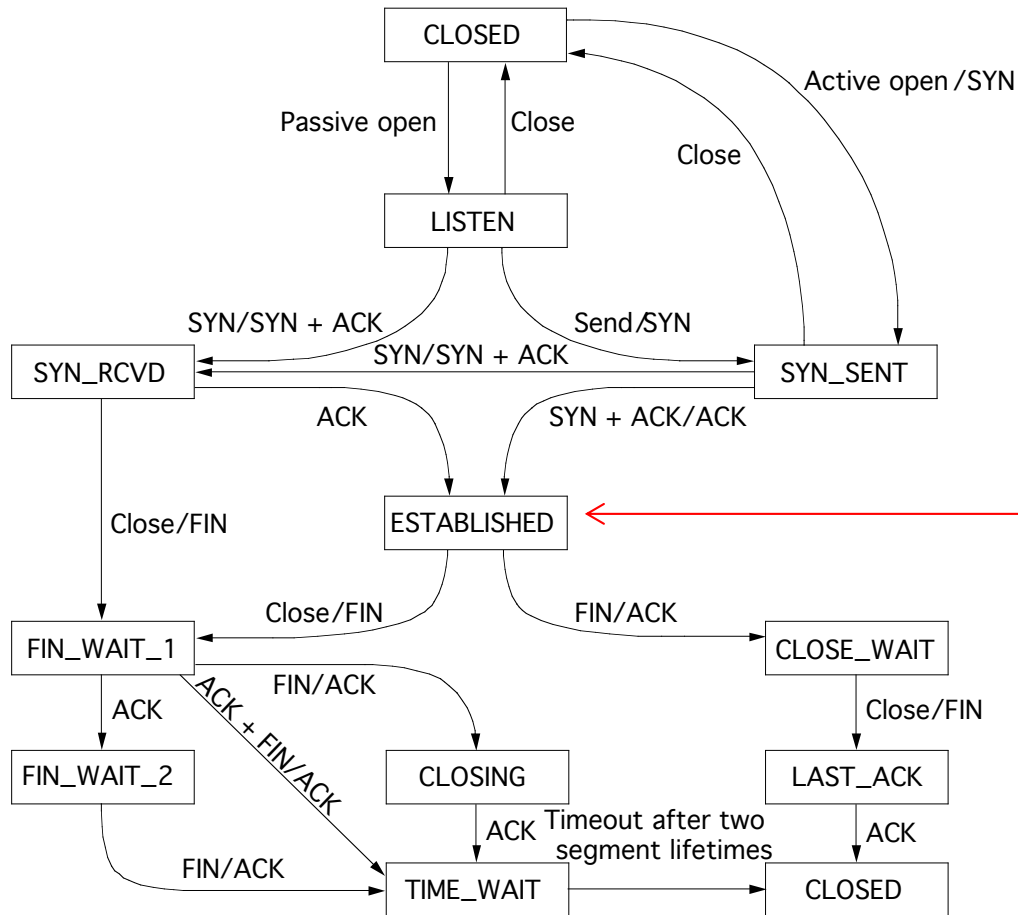 CLOSED
Active open /SYN
Passive open
Close
Close
LISTEN
SYN/SYN + ACK
Send/SYN
SYN/SYN + ACK
SYN_RCVD
SYN_SENT
ACK
SYN + ACK/ACK
ESTABLISHED
Close/FIN
Close/FIN
FIN/ACK
FIN_WAIT_1
CLOSE_WAIT
FIN/ACK
ACK
ACK + FIN/ACK
Close/FIN
FIN_WAIT_2
CLOSING
LAST_ACK
ACK
Timeout after two
segment lifetimes
ACK
FIN/ACK
TIME_WAIT
CLOSED